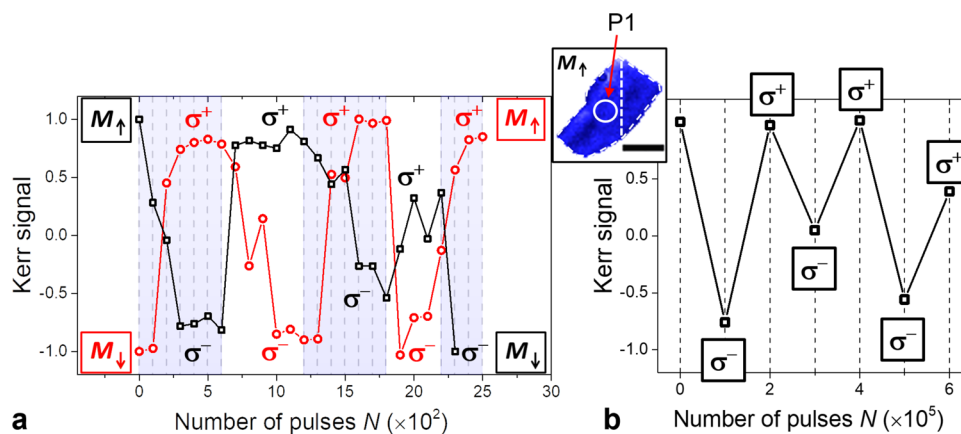 P1
M↑
σ⁺ σ⁺ σ⁺ σ⁺ σ⁺
M↑ M↑
1.0
0.5
0.0
-0.5
-1.0
Kerr signal
σ⁻ σ⁻ σ⁻ σ⁻ σ⁻
M↓ M↓
0 5 10 15 20 25 30
Number of pulses N (×10²)
a
σ⁺ σ⁺ σ⁺
1.0
0.5
0.0
-0.5
-1.0
Kerr signal
σ⁻ σ⁻ σ⁻
0 2 4 6
Number of pulses N (×10⁵)
b